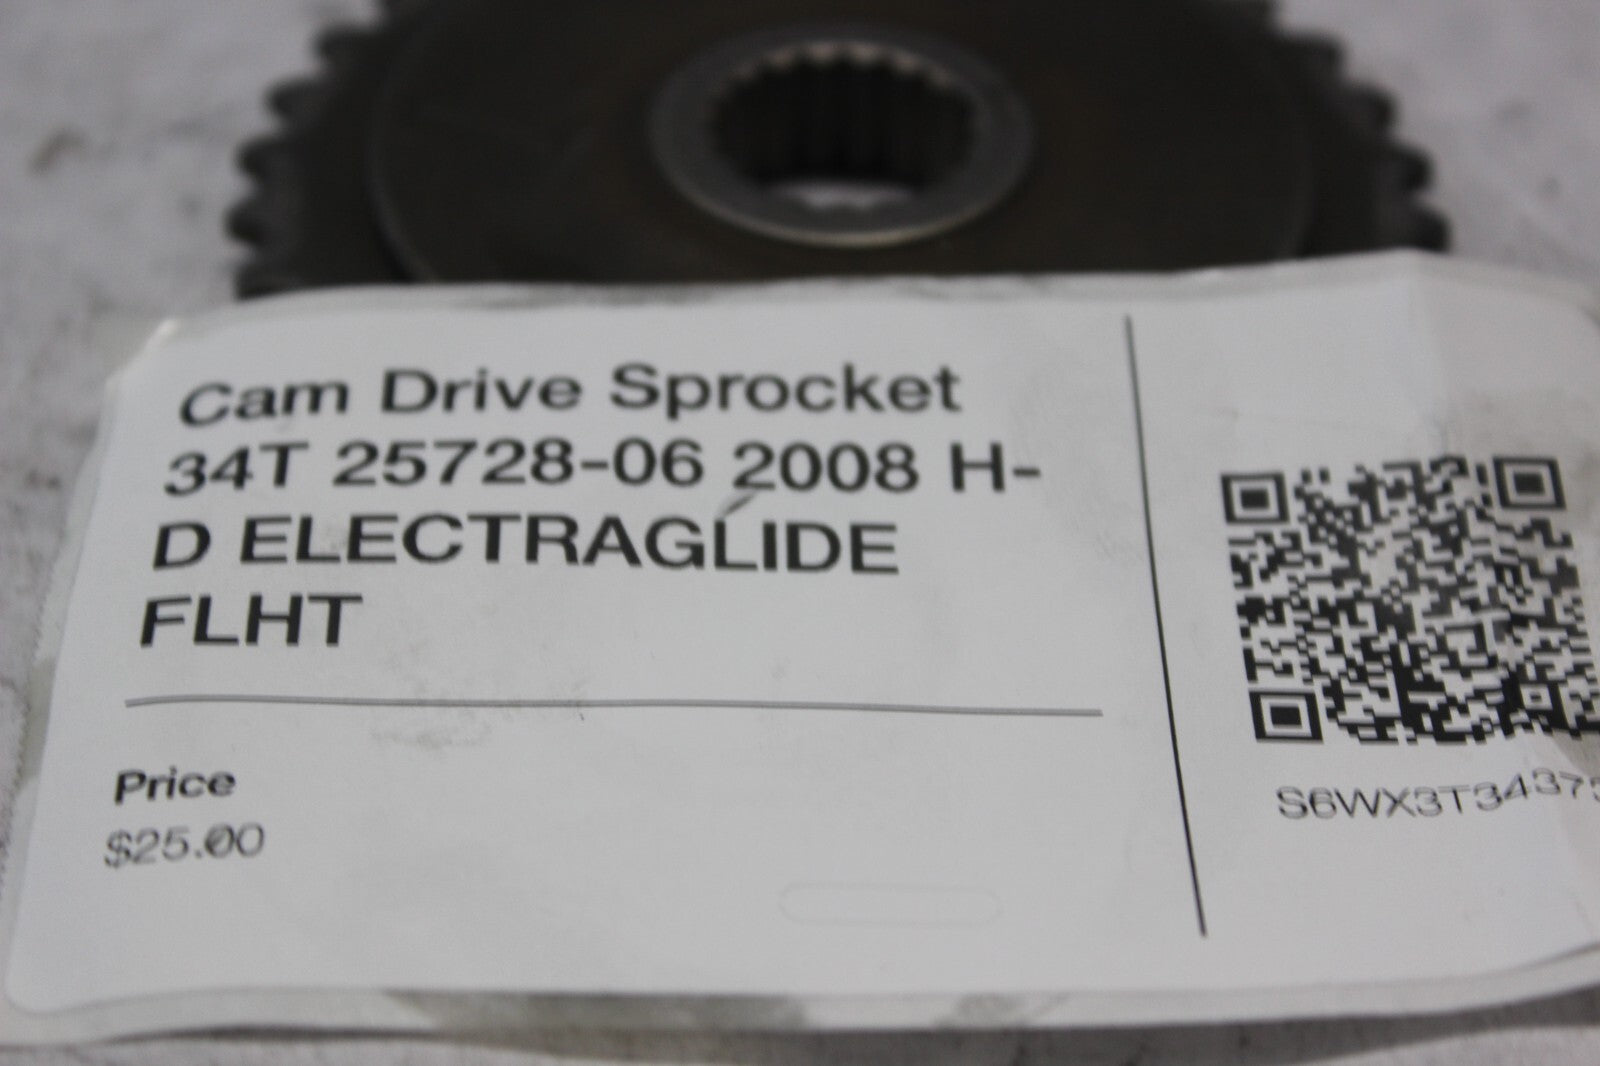 Cam Drive Sprocket
34T 25728-06 2008 H-
D ELECTRAGLIDE
FLHT
Price
$25.00